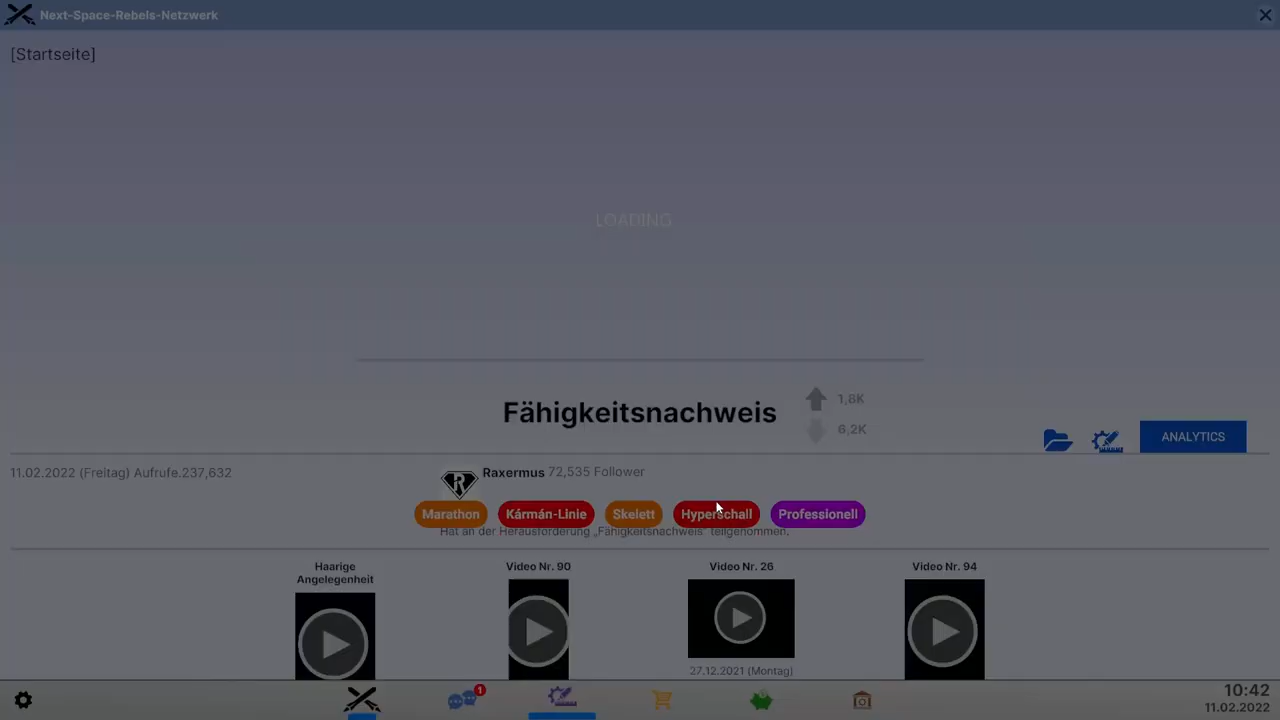 Next-Space-Rebels-Netzwerk
[Startseite]
LOADING
Fähigkeitsnachweis
1,8K
6,2K
ANALYTICS
11.02.2022 (Freitag) Aufrufe.237,632
R
Raxermus 72,535 Follower
Marathon
Kármán-Linie
Skelett
Hyperschall
Professionell
Hat an der Herausforderung „Fähigkeitsnachweis" teilgenommen.
Haarige
Angelegenheit
Video Nr. 90
Video Nr. 26
Video Nr. 94
27.12.2021 (Montag)
1
10:42
11.02.2022